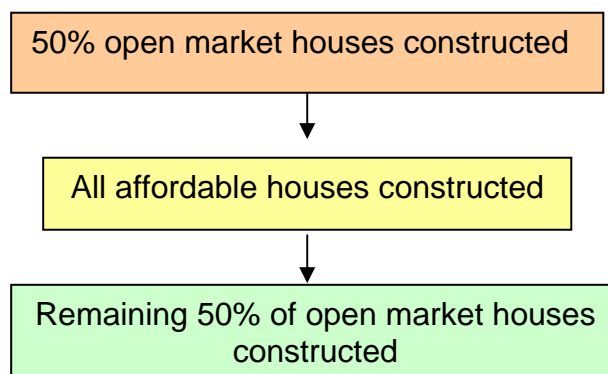 50% open market houses constructed
All affordable houses constructed
Remaining 50% of open market houses
constructed